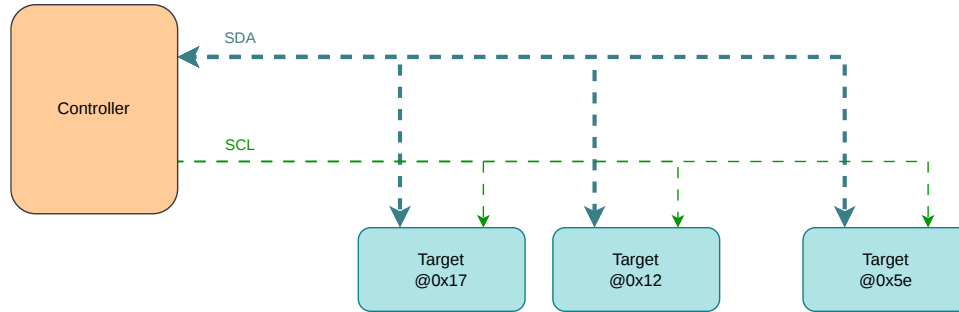 SDA
Controller
SCL
Target
@0x17
Target
@0x12
Target
@0x5e